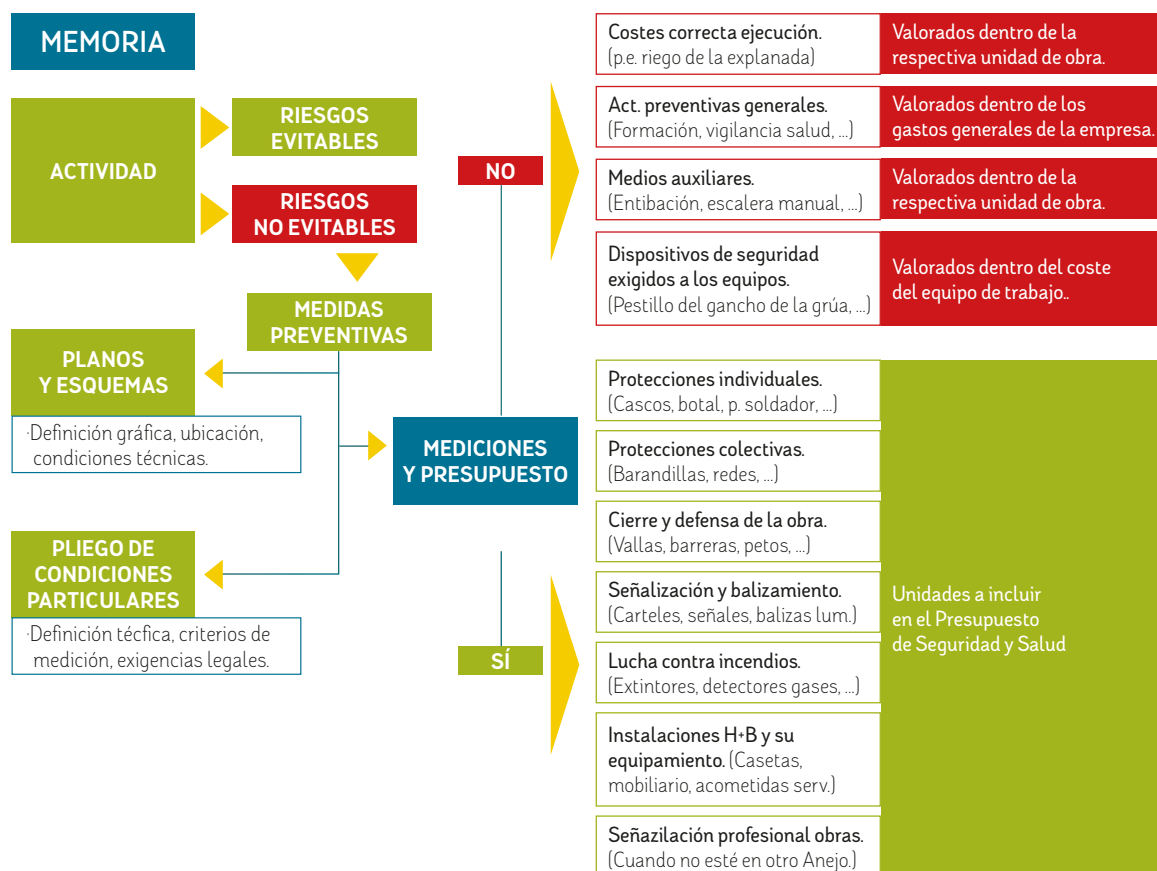 MEMORIA
ACTIVIDAD
RIESGOS
EVITABLES
RIESGOS
NO EVITABLES
MEDIDAS
PREVENTIVAS
PLANOS
Y ESQUEMAS
·Definición gráfica, ubicación,
condiciones técnicas.
PLIEGO DE
CONDICIONES
PARTICULARES
·Definición técfica, criterios de
medición, exigencias legales.
MEDICIONES
Y PRESUPUESTO
NO
Costes correcta ejecución.
(p.e. riego de la explanada)
Valorados dentro de la
respectiva unidad de obra.
Act. preventivas generales.
(Formación, vigilancia salud, ...)
Valorados dentro de los
gastos generales de la empresa.
Medios auxiliares.
(Entibación, escalera manual, ...)
Valorados dentro de la
respectiva unidad de obra.
Dispositivos de seguridad
exigidos a los equipos.
(Pestillo del gancho de la grúa, ...)
Valorados dentro del coste
del equipo de trabajo..
SÍ
Protecciones individuales.
(Cascos, botal, p. soldador, ...)
Protecciones colectivas.
(Barandillas, redes, ...)
Cierre y defensa de la obra.
(Vallas, barreras, petos, ...)
Señalización y balizamiento.
(Carteles, señales, balizas lum.)
Lucha contra incendios.
(Extintores, detectores gases, ...)
Instalaciones H+B y su
equipamiento. (Casetas,
mobiliario, acometidas serv.)
Señazilación profesional obras.
(Cuando no esté en otro Anejo.)
Unidades a incluir
en el Presupuesto
de Seguridad y Salud